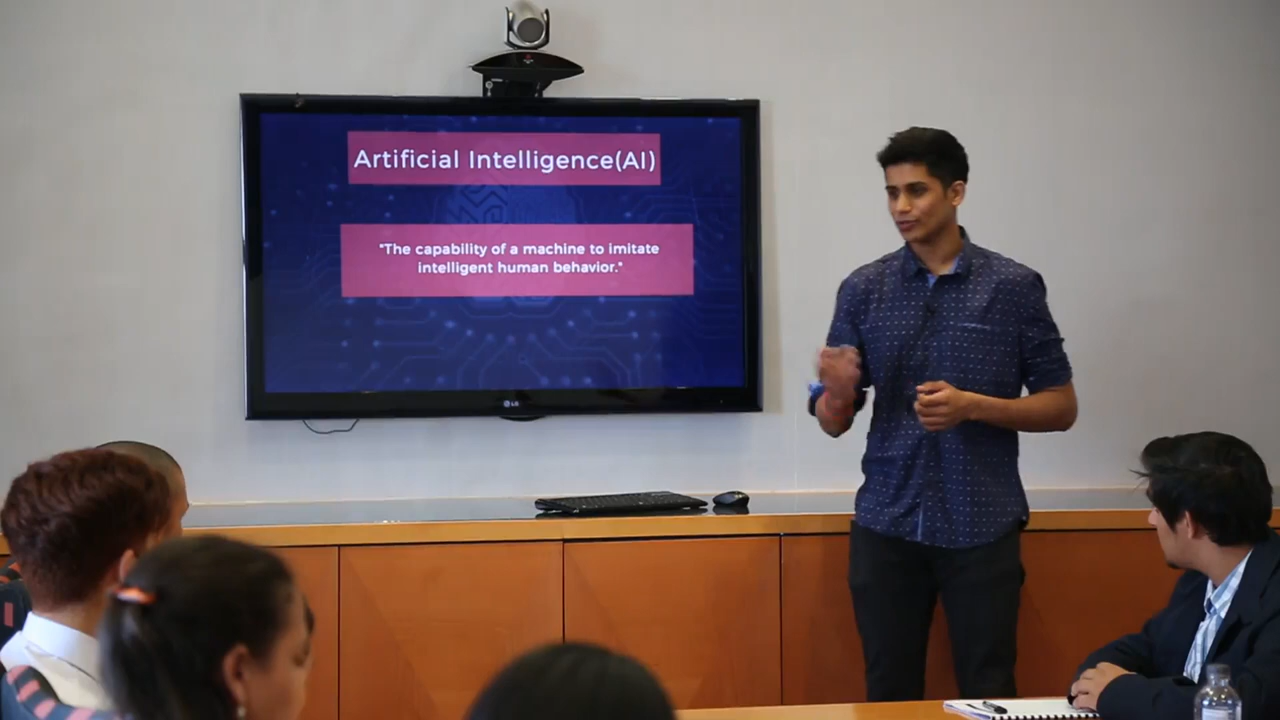 Artificial Intelligence(AI)
"The capability of a machine to imitate
intelligent human behavior."
LG